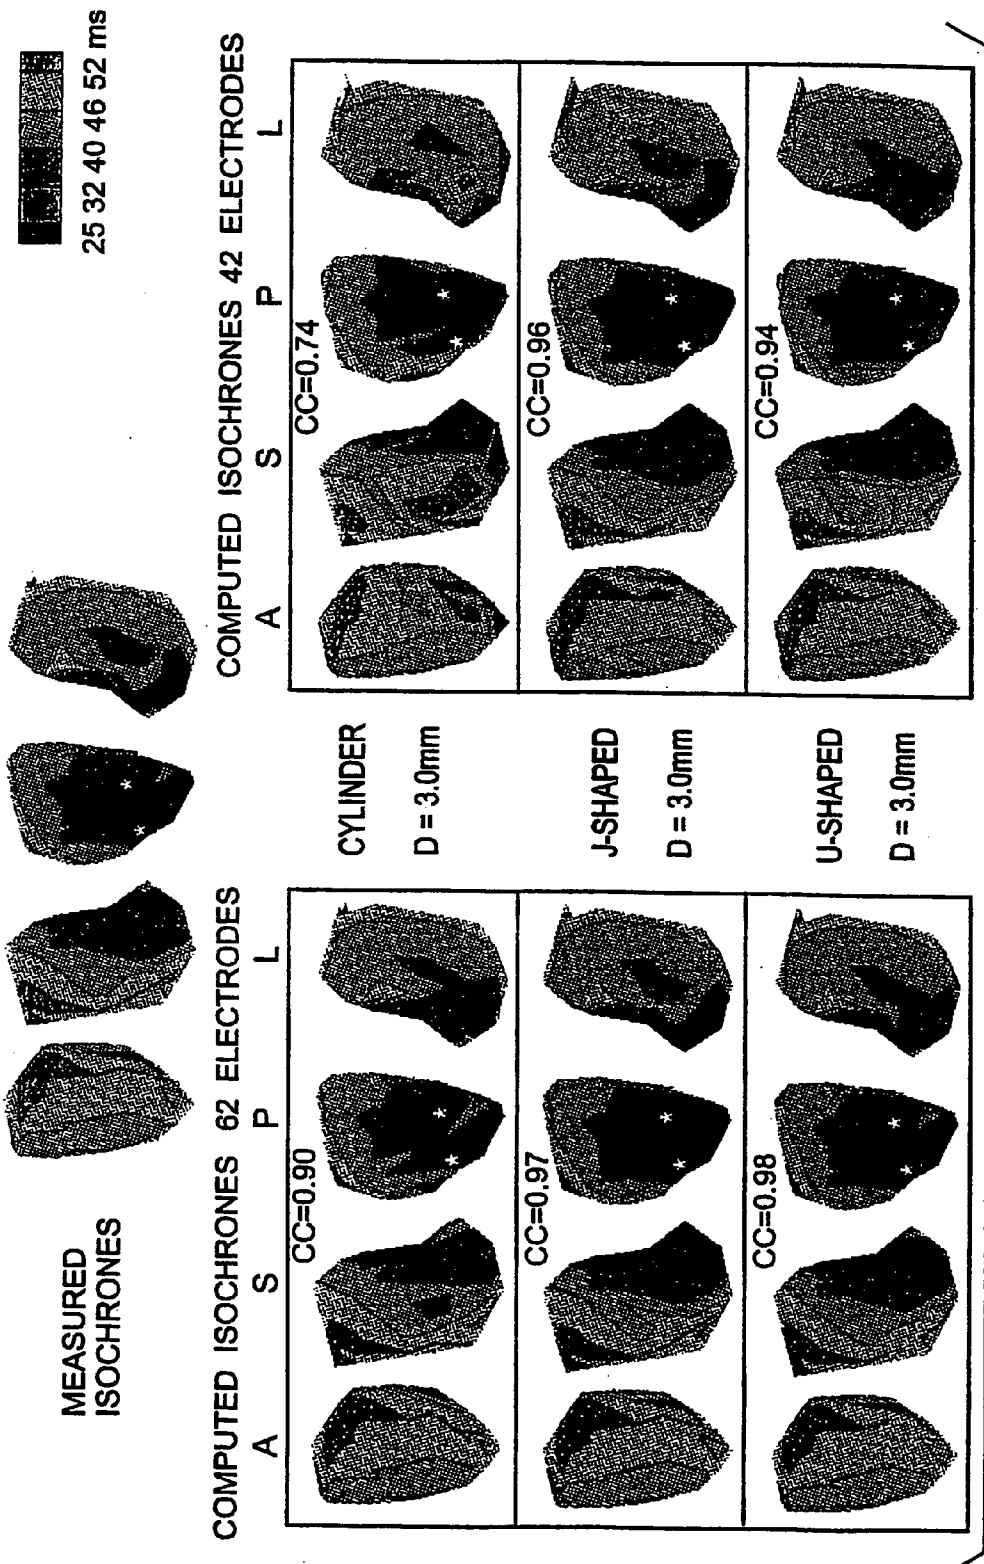 25 32 40 46 52 ms
MEASURED
ISOCHRONES
COMPUTED ISOCHRONES 62 ELECTRODES
A S P L
CC=0.90
CC=0.97
CC=0.98
CYLINDER
D = 3.0mm
J-SHAPED
D = 3.0mm
U-SHAPED
D = 3.0mm
COMPUTED ISOCHRONES 42 ELECTRODES
A S P L
CC=0.74
CC=0.96
CC=0.94